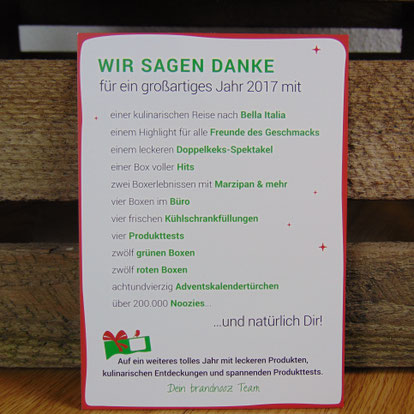 WIR SAGEN DANKE
für ein großartiges Jahr 2017 mit
einer kulinarischen Reise nach Bella Italia
einem Highlight für alle Freunde des Geschmacks
einem leckeren Doppelkeks-Spektakel
einer Box voller Hits
zwei Boxerlebnissen mit Marzipan & mehr
vier Boxen im Büro
vier frischen Kühlschrankfüllungen
vier Produkttests
zwölf grünen Boxen
zwölf roten Boxen
achtundvierzig Adventskalendertürchen
über 200.000 Noozies...
...und natürlich Dir!
Auf ein weiteres tolles Jahr mit leckeren Produkten,
kulinarischen Entdeckungen und spannenden Produkttests.
Dein brandnooz Team